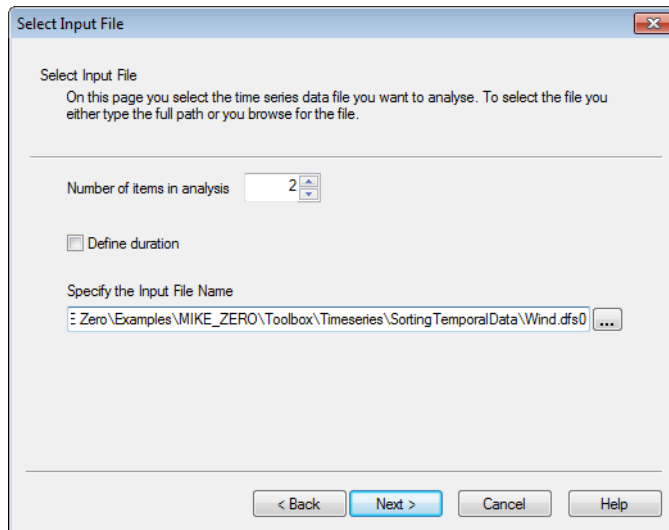 Select Input File
Select Input File
On this page you select the time series data file you want to analyse. To select the file you
either type the full path or you browse for the file.
Number of items in analysis 2
Define duration
Specify the Input File Name
E Zero\Examples\MIKE_ZERO\Toolbox\Timeseries\SortingTemporalData\Wind.dfs0 ...
< Back Next > Cancel Help